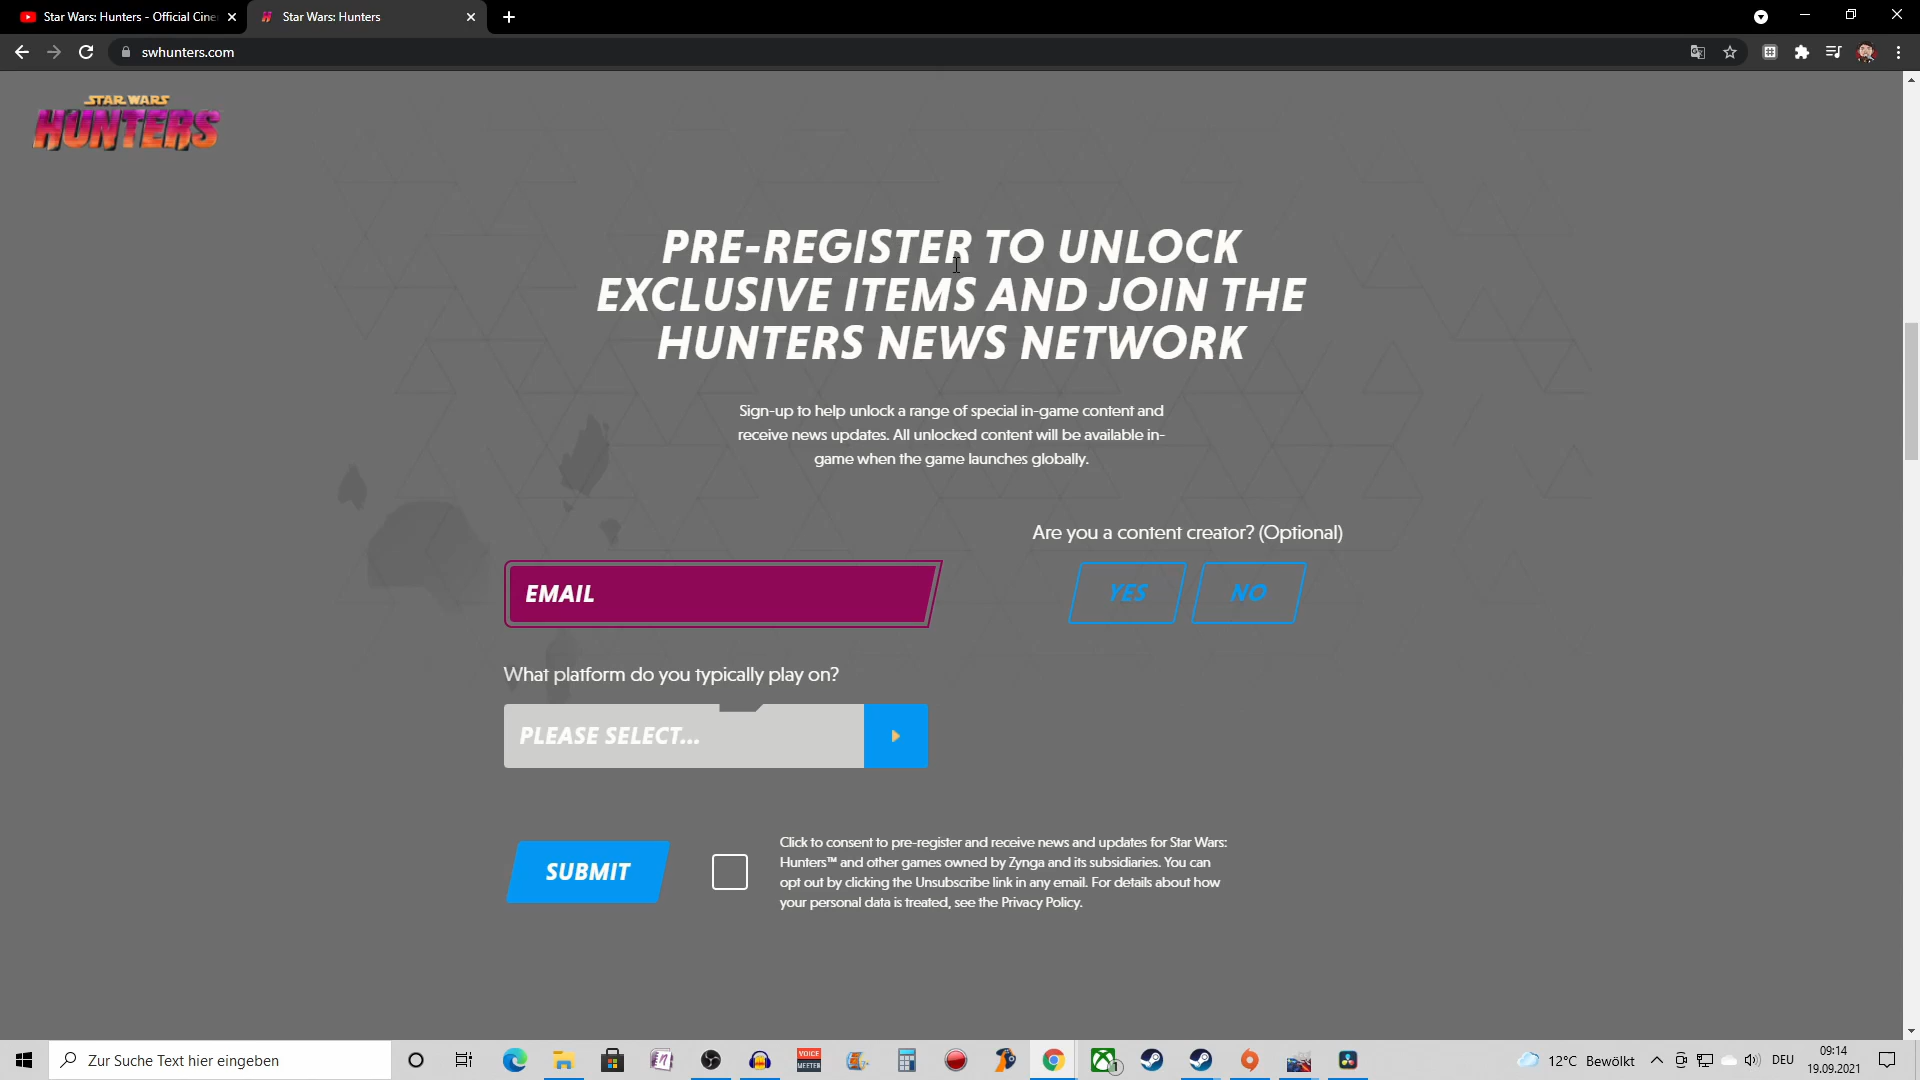 Star Wars: Hunters - Official Cine
Star Wars: Hunters
swhunters.com
STAR WARS
HUNTERS
PRE-REGISTER TO UNLOCK
EXCLUSIVE ITEMS AND JOIN THE
HUNTERS NEWS NETWORK
Sign-up to help unlock a range of special in-game content and
receive news updates. All unlocked content will be available in-
game when the game launches globally.
Are you a content creator? (Optional)
EMAIL
YES
NO
What platform do you typically play on?
PLEASE SELECT...
SUBMIT
Click to consent to pre-register and receive news and updates for Star Wars:
Hunters™ and other games owned by Zynga and its subsidiaries. You can
opt out by clicking the Unsubscribe link in any email. For details about how
your personal data is treated, see the Privacy Policy.
Zur Suche Text hier eingeben
VOICE
MEETER
1
12°C Bewölkt
DEU
09:14
19.09.2021